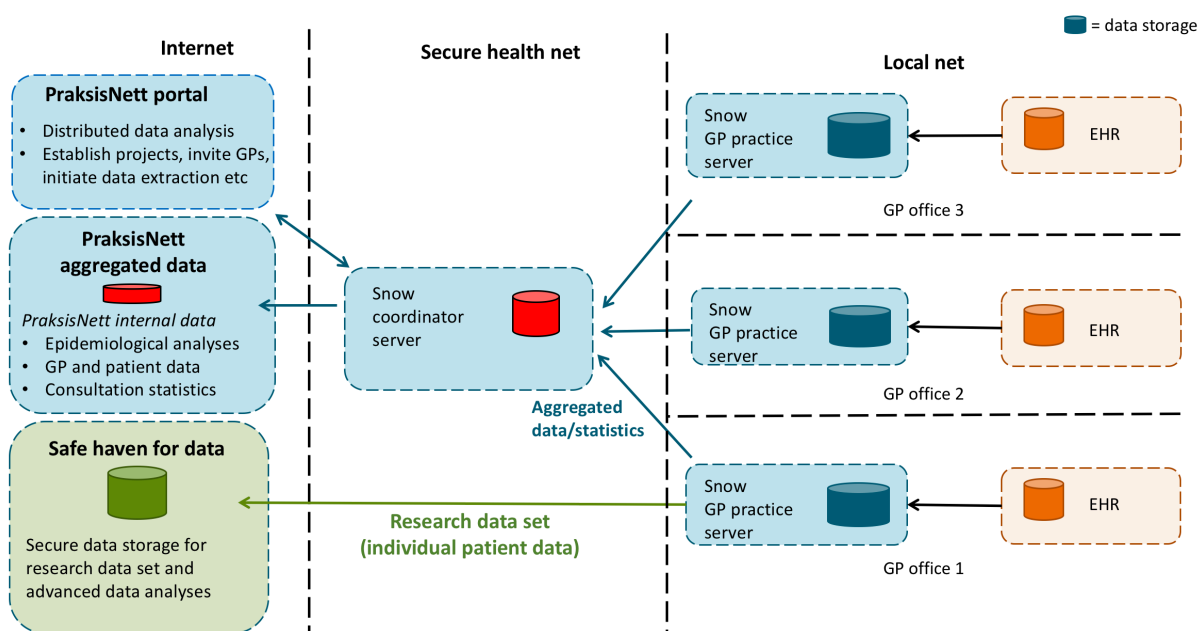 = data storage
Internet
Secure health net
Local net
PraksisNett portal
• Distributed data analysis
• Establish projects, invite GPs,
initiate data extraction etc
PraksisNett
aggregated data
PraksisNett internal data
• Epidemiological analyses
• GP and patient data
• Consultation statistics
Safe haven for data
Secure data storage for
research data set and
advanced data analyses
Snow
coordinator
server
Aggregated
data/statistics
Research data set
(individual patient data)
Snow
GP practice
server
EHR
GP office 3
Snow
GP practice
server
EHR
GP office 2
Snow
GP practice
server
EHR
GP office 1